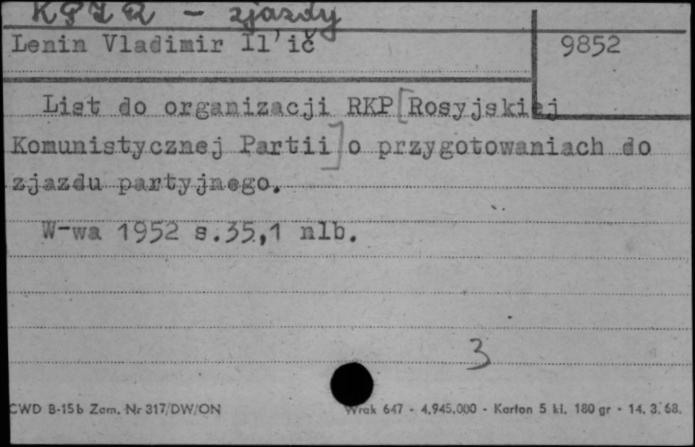 KPZR - zjazdy
Lenin Vladimir Il'ič
9852
List do organizacji RKP [Rosyjskiej
Komunistycznej Partii] o przygotowaniach do
zjazdu partyjnego.
W-wa 1952 s.35,1 nlb.
3
CWD B-15b Zam. Nr 317/DW/ON
Wrak 647 - 4.945.000 - Karton 5 kl. 180 gr - 14. 3. 68.